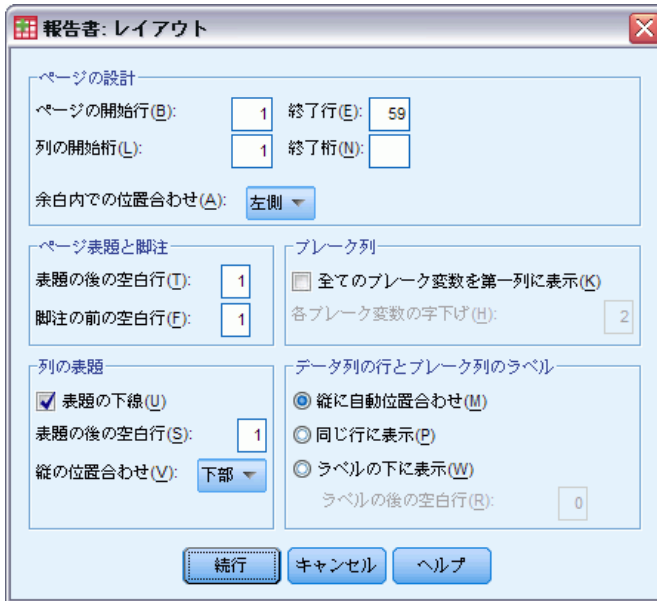 報告書: レイアウト
ページの設計
ページの開始行(B): 1 終了行(E): 59
列の開始桁(L): 1 終了桁(N):
余白内での位置合わせ(A): 左側
ページ表題と脚注
表題の後の空白行(T): 1
脚注の前の空白行(F): 1
ブレーク列
全てのブレーク変数を第一列に表示(K)
各ブレーク変数の字下げ(H): 2
列の表題
表題の下線(U)
表題の後の空白行(S): 1
縦の位置合わせ(V): 下部
データ列の行とブレーク列のラベル
縦に自動位置合わせ(M)
同じ行に表示(P)
ラベルの下に表示(W)
ラベルの後の空白行(R): 0
続行 キャンセル ヘルプ